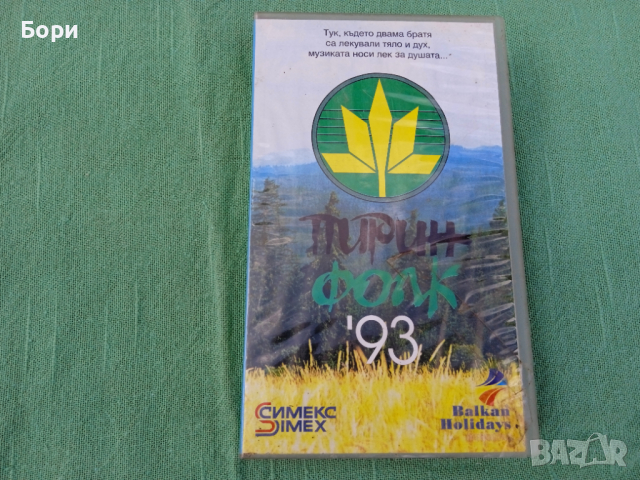 Бори
Тук, където двама братя
са лекували тяло и дух,
музиката носи лек за душата..."
ПИРИН
ФОЛК
'93
СИМЕКС
SIMEX
Balkan
Holidays
BAZAR